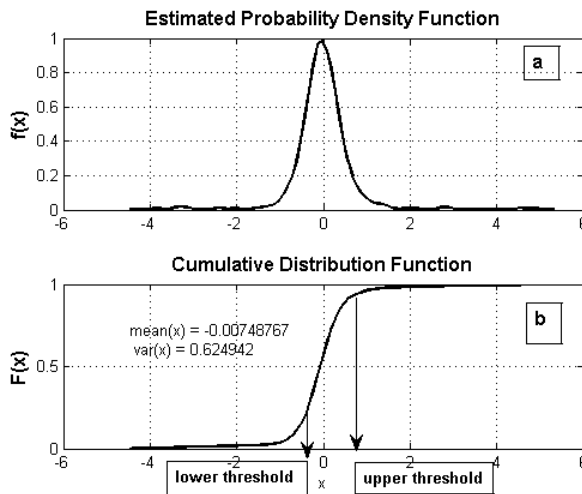 Estimated Probability Density Function
a
f(x)
1
0.8
0.6
0.4
0.2
0
-6 -4 -2 0 2 4 6
Cumulative Distribution Function
b
F(x)
1
0.5
0
mean(x) = -0.00748767
var(x) = 0.624942
-6 -4 -2 0 2 4 6
lower threshold
x
upper threshold